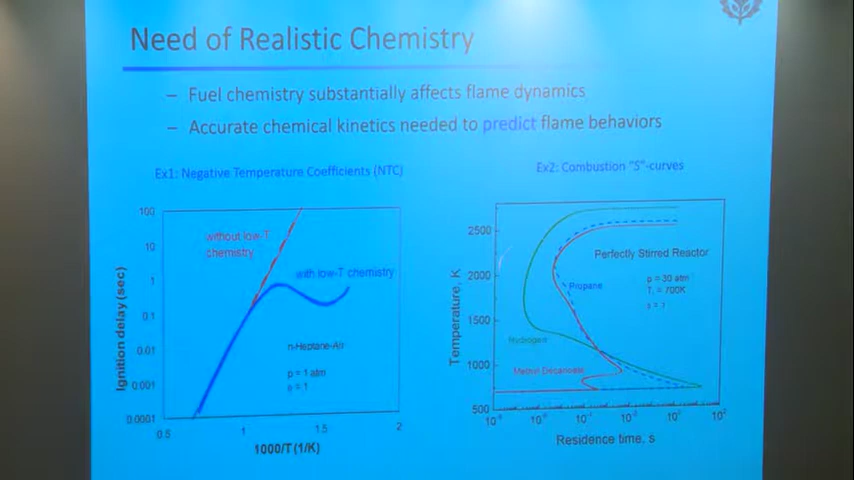 Need of Realistic Chemistry
– Fuel chemistry substantially affects flame dynamics
– Accurate chemical kinetics needed to predict flame behaviors
Ex1: Negative Temperature Coefficients (NTC)
100
10
1
0.1
0.01
0.001
0.0001
Ignition delay (sec)
without low-T
chemistry
with low-T chemistry
n-Heptane-Air
p = 1 atm
= 1
0.5
1
1.5
2
1000/T (1/K)
Ex2: Combustion "S"-curves
2500
2000
1500
1000
500
Temperature, K
Perfectly Stirred Reactor
p = 30 atm
= 700K
Propane
Hydrogen
Methyl Decanoate
Residence time, s